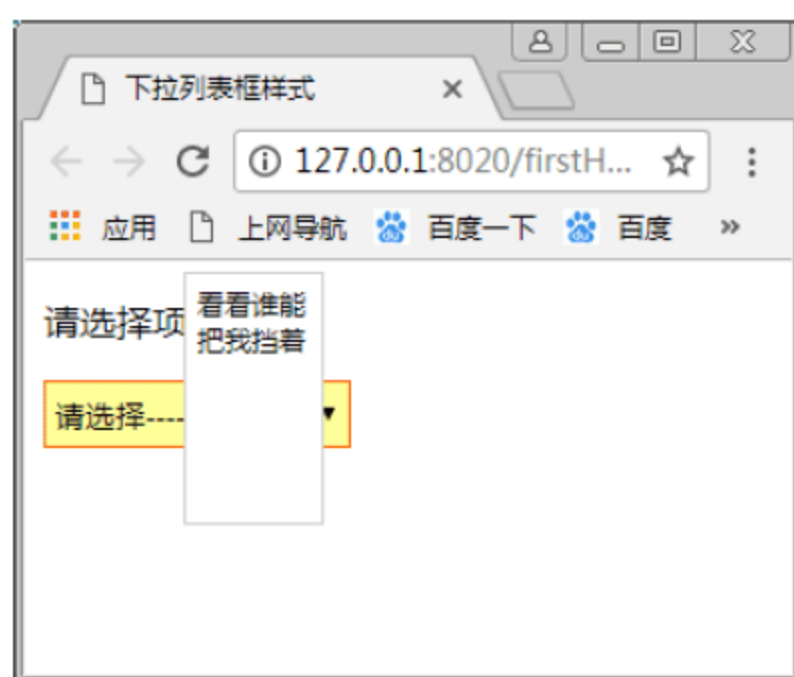 下拉列表框样式
127.0.0.1:8020/firstH...
应用 上网导航 百度一下 百度 »
请选择项
看看谁能
把我挡着
请选择----